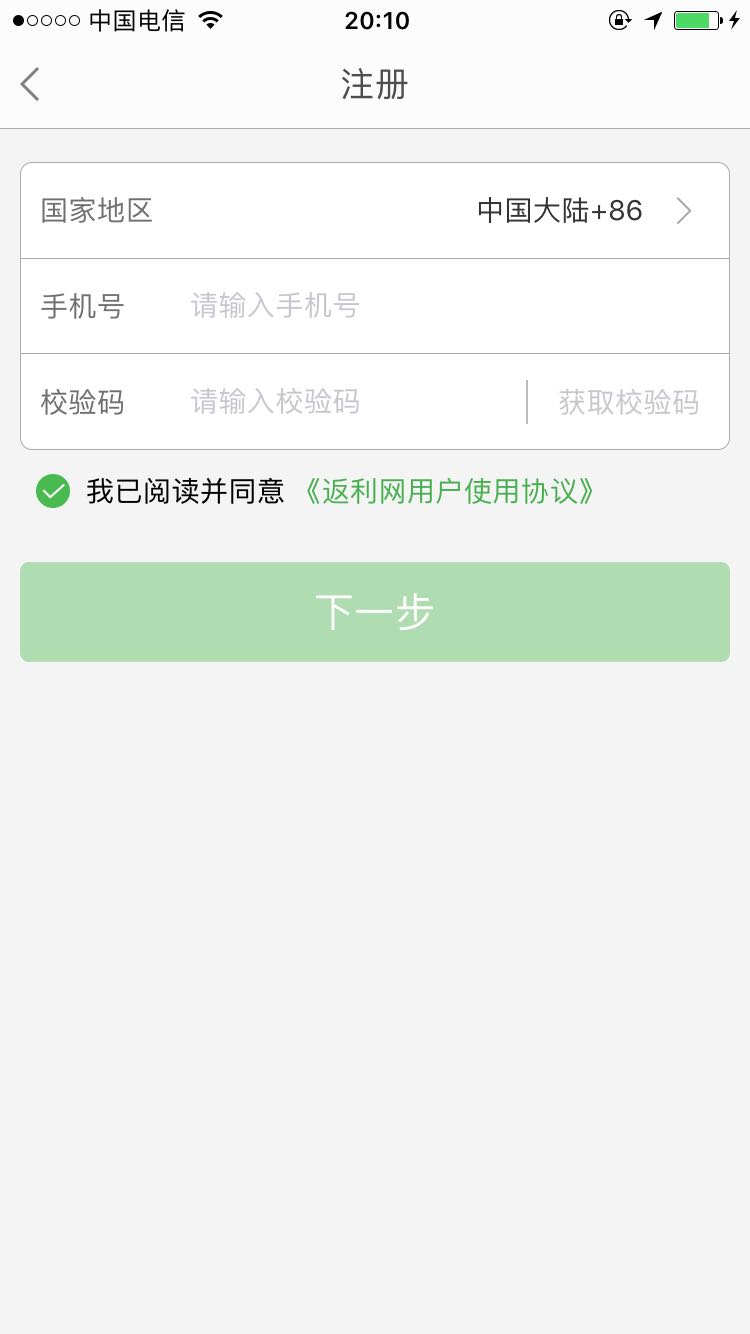 中国电信 20:10
注册
国家地区 中国大陆+86
手机号 请输入手机号
校验码 请输入校验码 获取校验码
我已阅读并同意 《返利网用户使用协议》
下一步